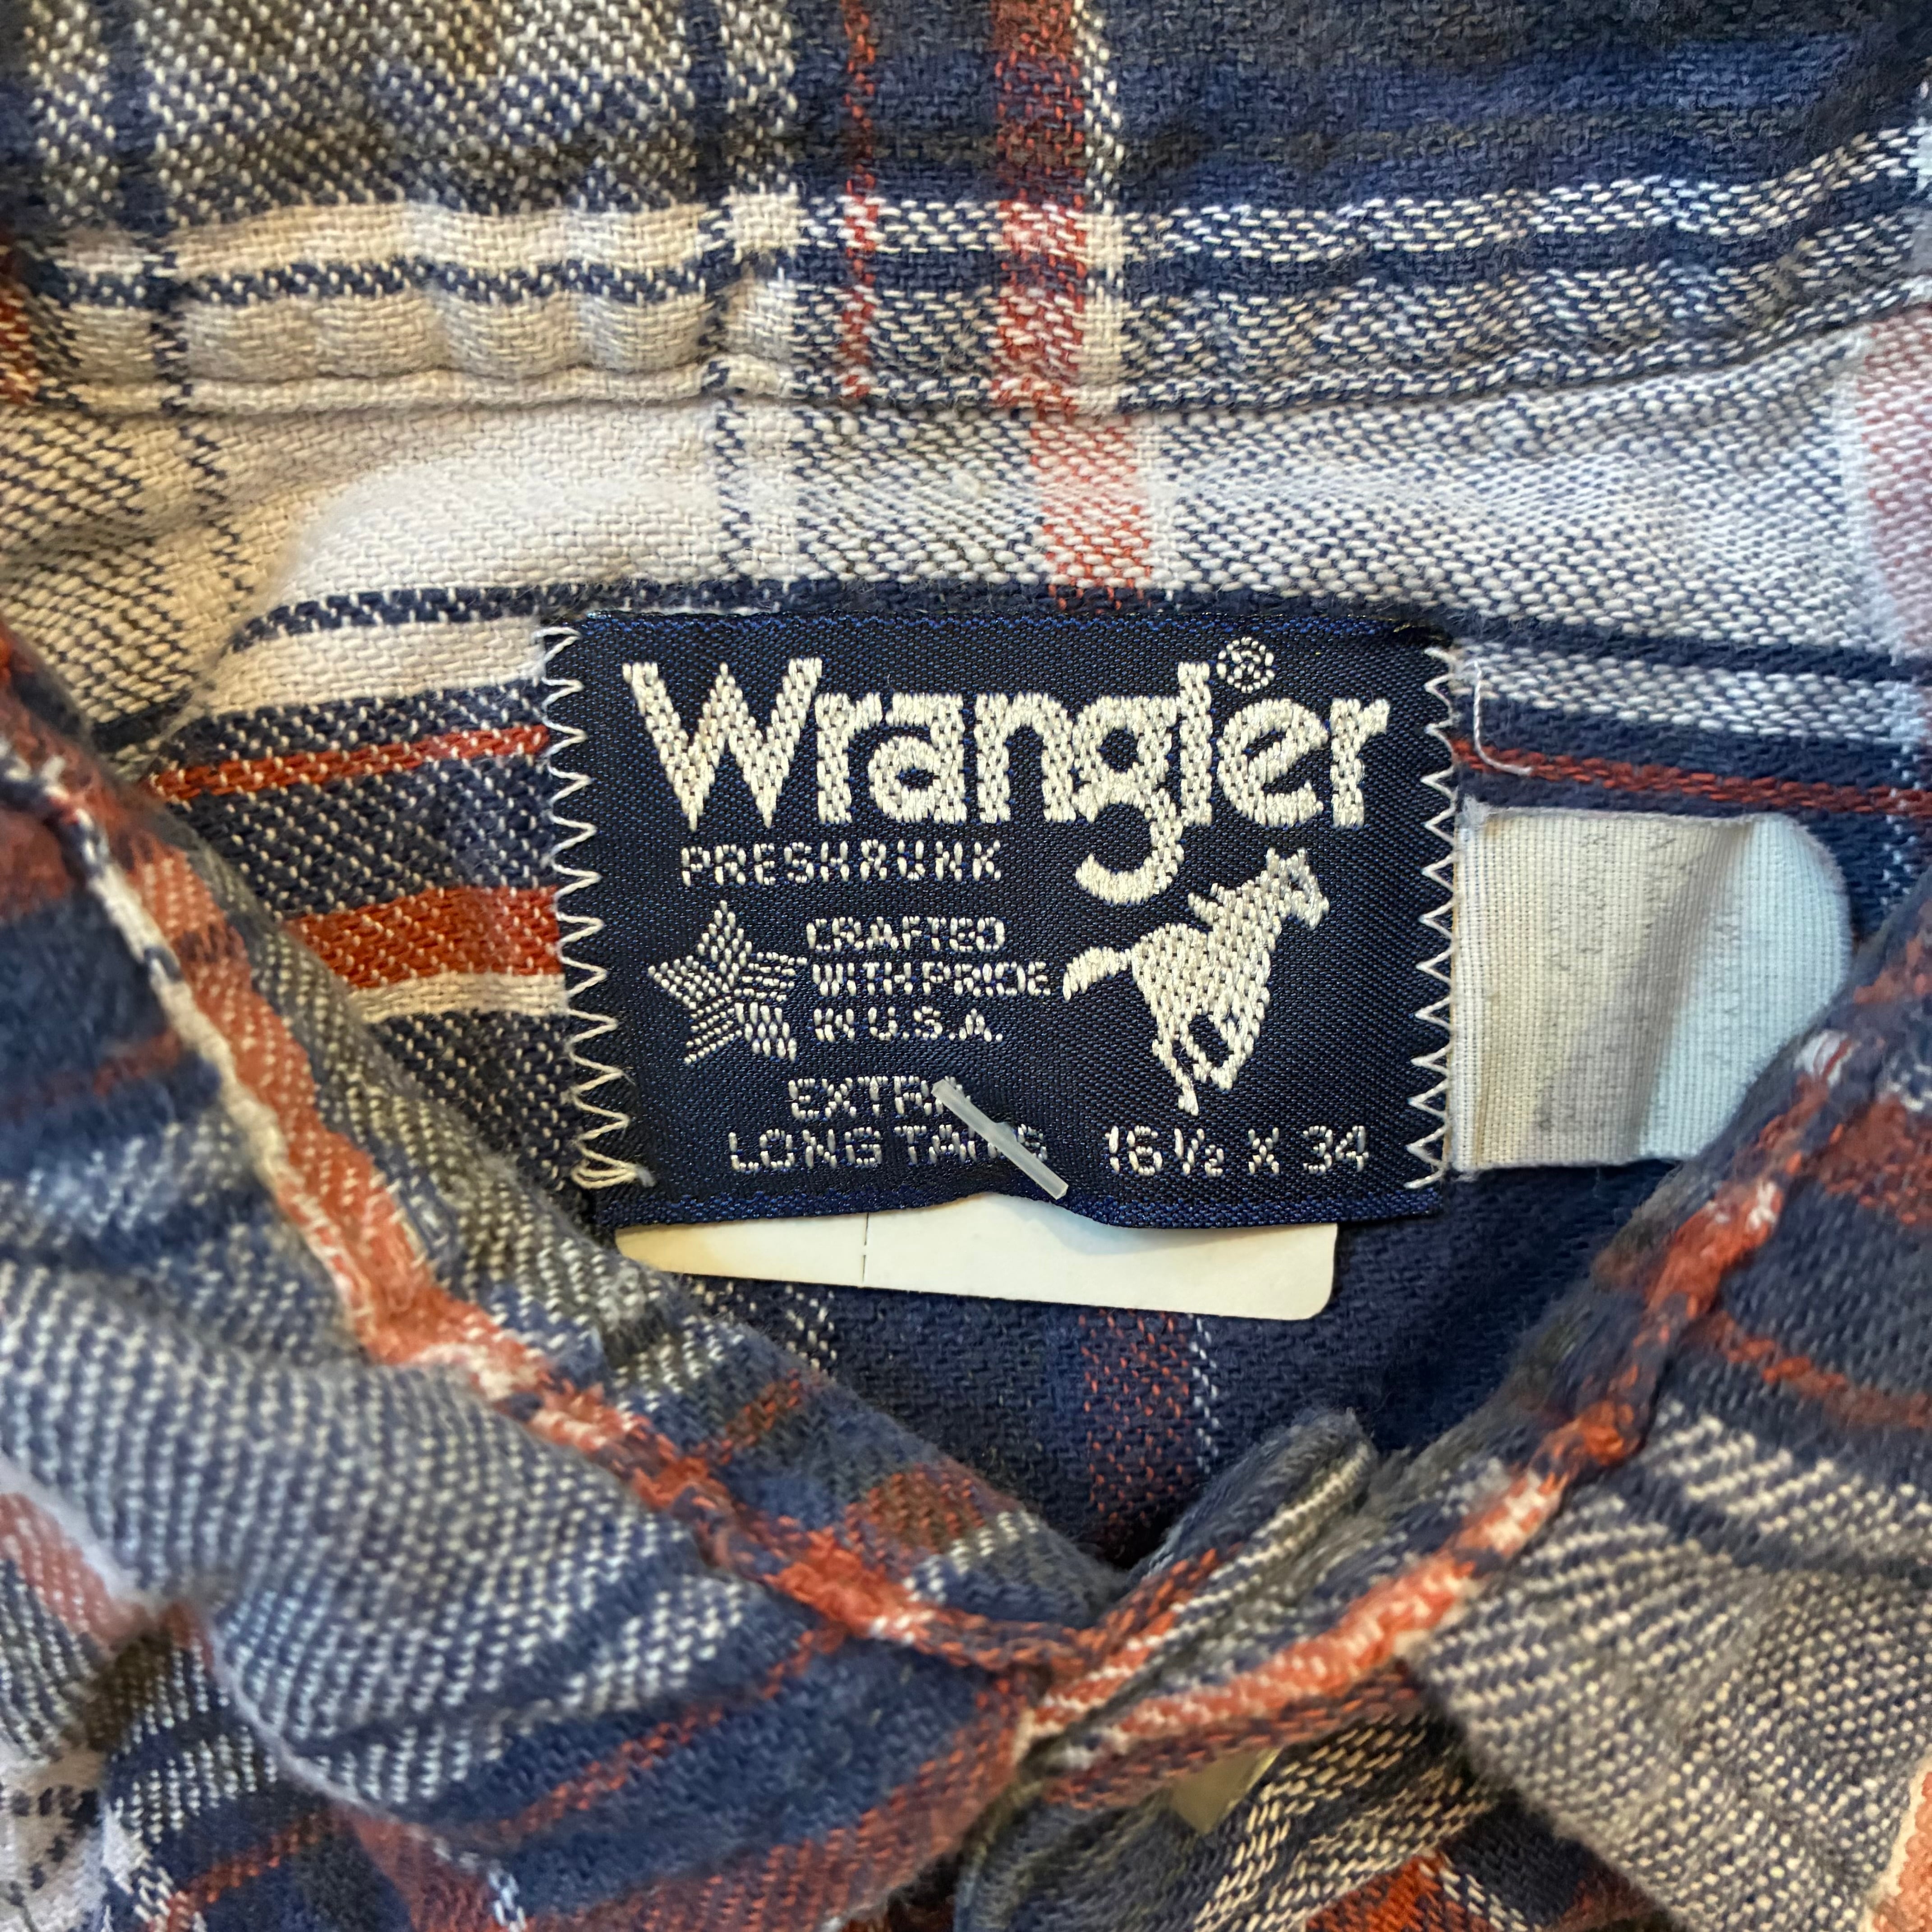 Wrangler®
PRESHRUNK
CRAFTED
WITH PRIDE
IN U.S.A.
EXTRA
LONG TAILS 16½ X 34